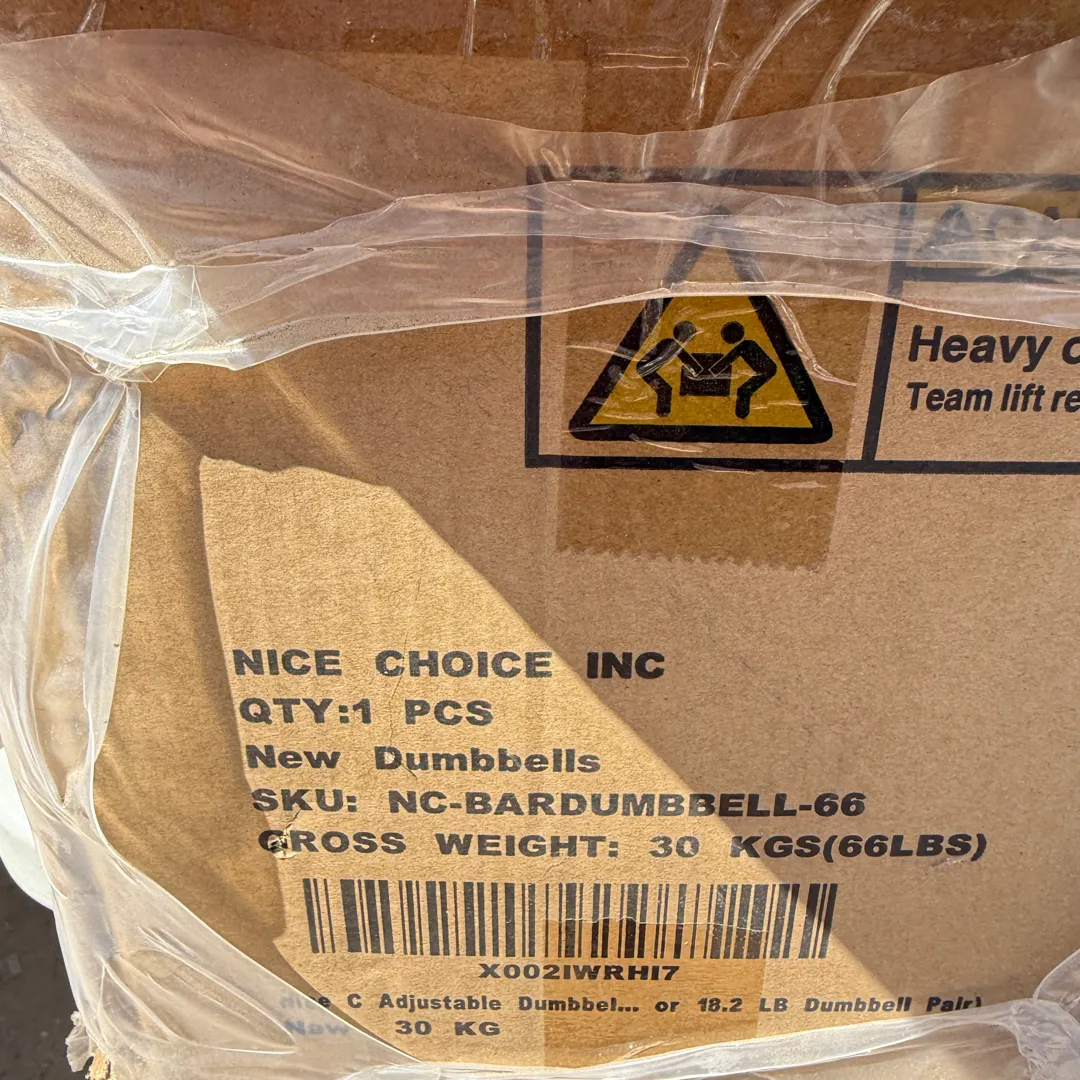 Heavy
Team lift
NICE CHOICE INC
QTY:1 PCS
New Dumbbells
SKU: NC-BARDUMBBELL-66
GROSS WEIGHT: 30 KGS(66LBS)
X002IWRHI7
C Adjustable Dumbbel... or 18.2 LB Dumbbell Pair)
New 30 KG